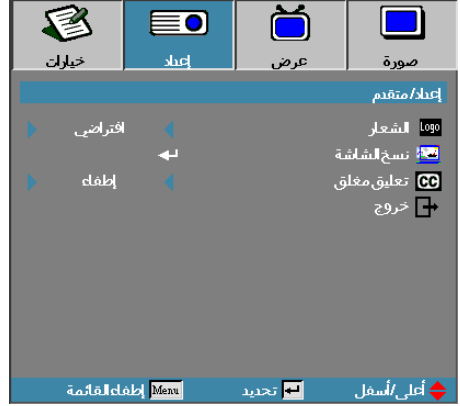 صورة عرض إعداد خيارات
إعداد/متقدم
Logo الشعار افتراضي
نسخ الشاشة
CC تعليق مغلق إطفاء
خروج
أعلى/أسفل تحديد Menu إطفاء القائمة